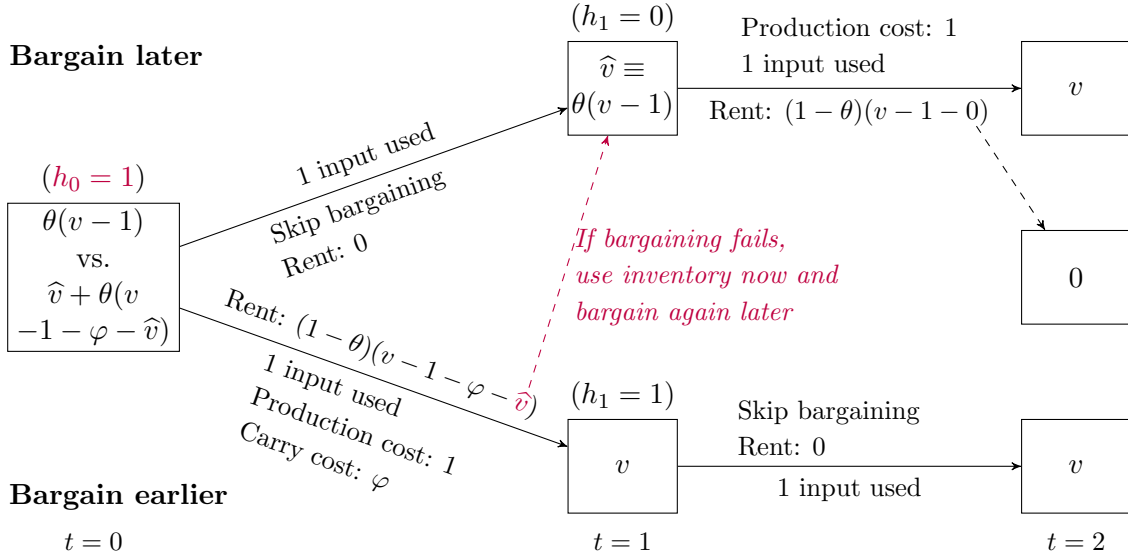 Bargain later
(h₁ = 0)
v̂ ≡
θ(v − 1)
Production cost: 1
1 input used
Rent: (1−θ)(v−1−0)
v
1 input used
Skip bargaining
Rent: 0
(h₀ = 1)
θ(v − 1)
vs.
v̂ + θ(v
−1 − φ − v̂)
If bargaining fails,
use inventory now and
bargain again later
0
Rent: (1−θ)(v − 1 − φ − v̂)
1 input used
Production cost: 1
Carry cost: φ
(h₁ = 1)
v
Skip bargaining
Rent: 0
1 input used
v
Bargain earlier
t = 0
t = 1
t = 2